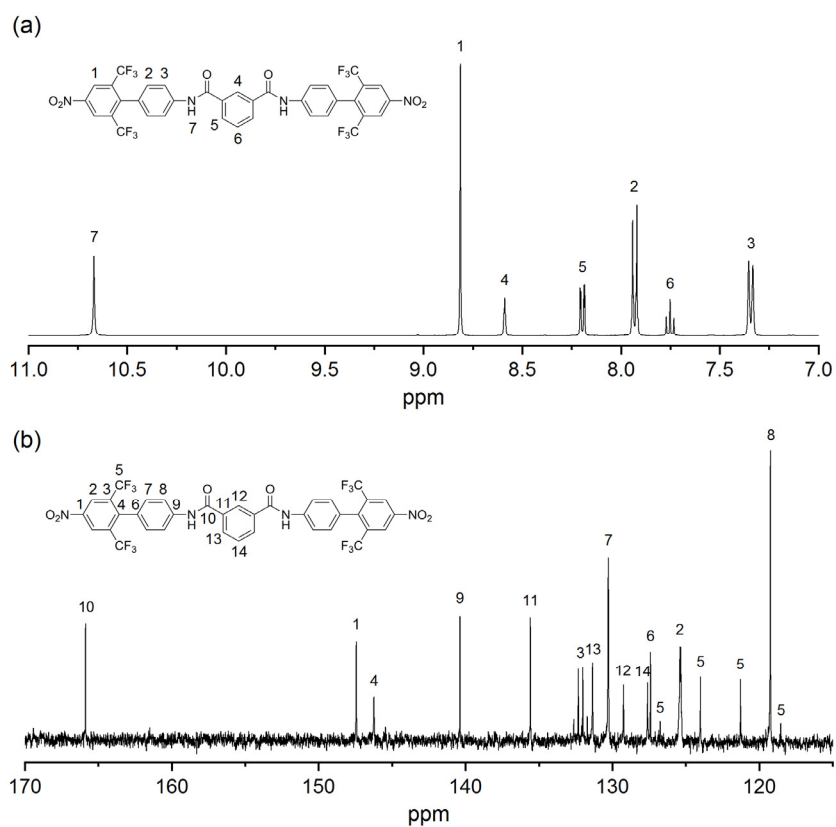 (a)
1
1 CF₃ 2 3 O 4 O F₃C
O₂N N H N H NO₂
CF₃ 7 5 6 F₃C
2
7 3
5
4 6
11.0 10.5 10.0 9.5 9.0 8.5 8.0 7.5 7.0
ppm
(b)
8
5
2 3 CF₃ 7 8 O 12 O F₃C
1 4 6 9 11
O₂N N H 10 N H NO₂
CF₃ 13 14 F₃C
7
10 9 11
1 3 13 6 2
4 12 14 5 5 5 5
170 160 150 140 130 120
ppm